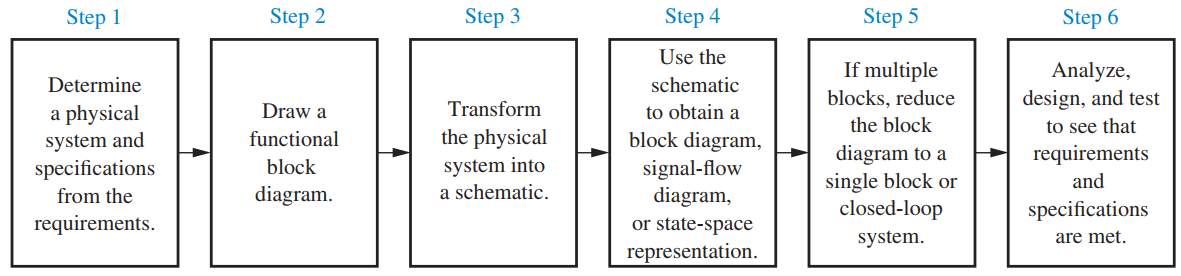 Step 1
Determine
a physical
system and
specifications
from the
requirements.
Step 2
Draw a
functional
block
diagram.
Step 3
Transform
the physical
system into
a schematic.
Step 4
Use the
schematic
to obtain a
block diagram,
signal-flow
diagram,
or state-space
representation.
Step 5
If multiple
blocks, reduce
the block
diagram to a
single block or
closed-loop
system.
Step 6
Analyze,
design, and test
to see that
requirements
and
specifications
are met.